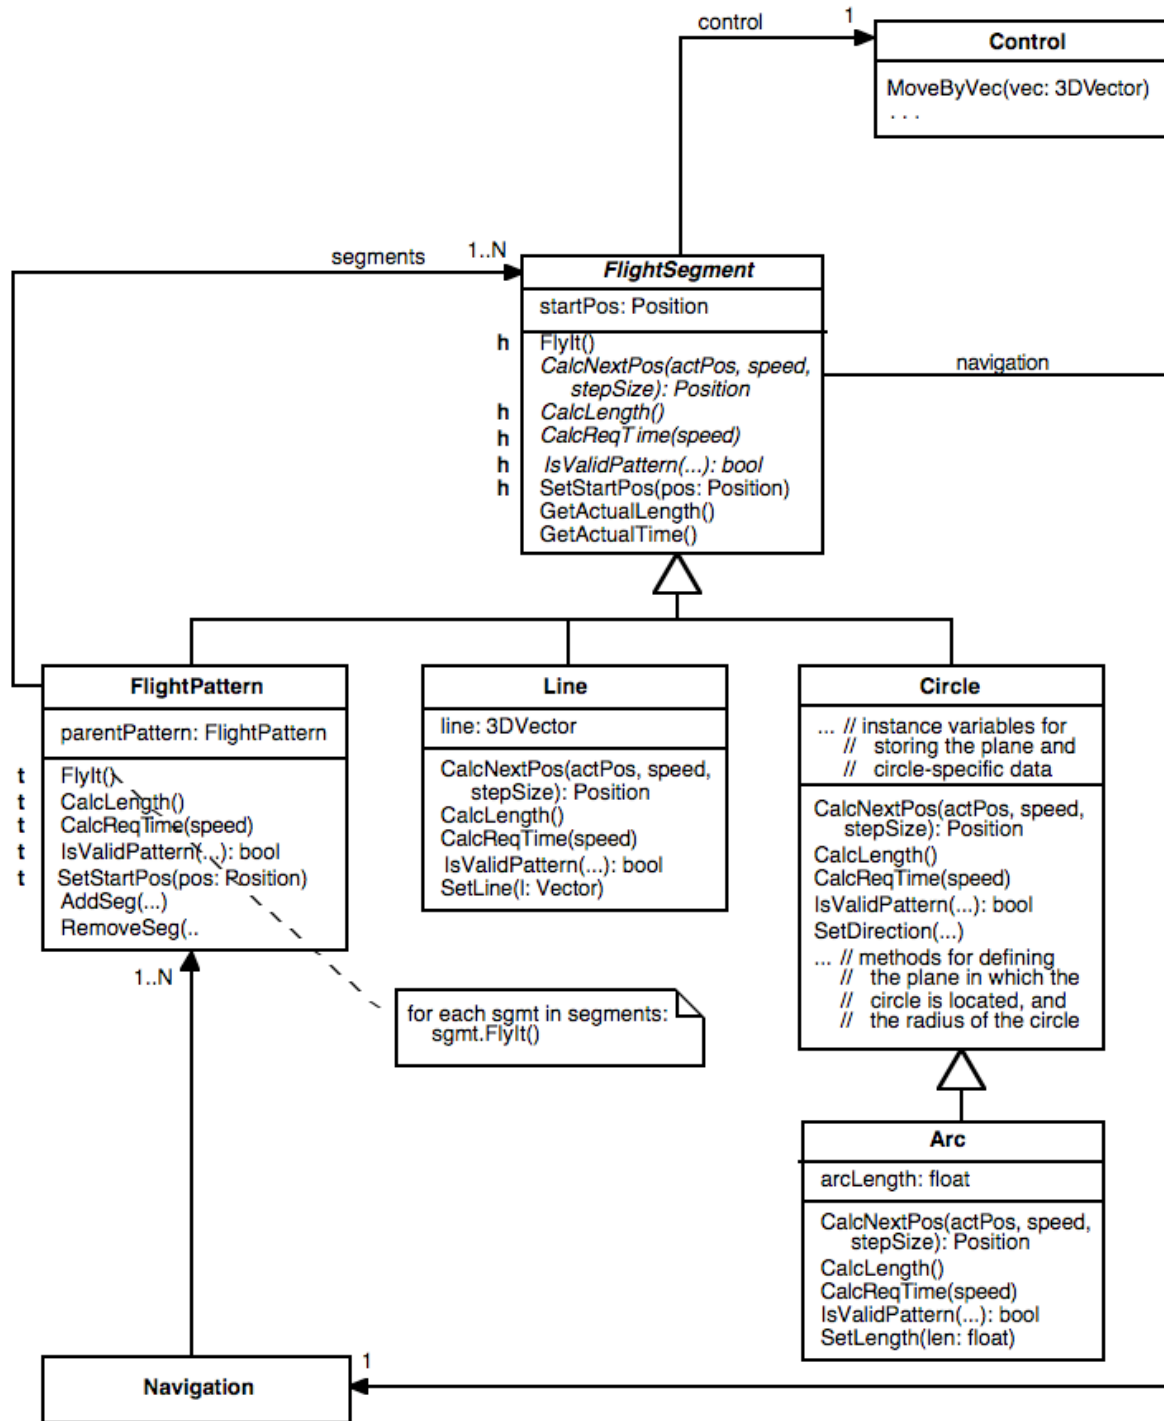 control
1
Control
MoveByVec(vec: 3DVector)
. . .
segments
1..N
FlightSegment
startPos: Position
h FlyIt()
CalcNextPos(actPos, speed,
stepSize): Position
h CalcLength()
h CalcReqTime(speed)
h IsValidPattern(...): bool
h SetStartPos(pos: Position)
GetActualLength()
GetActualTime()
navigation
FlightPattern
parentPattern: FlightPattern
t FlyIt()
t CalcLength()
t CalcReqTime(speed)
t IsValidPattern(...): bool
t SetStartPos(pos: Position)
AddSeg(...)
RemoveSeg(..
1..N
Line
line: 3DVector
CalcNextPos(actPos, speed,
stepSize): Position
CalcLength()
CalcReqTime(speed)
IsValidPattern(...): bool
SetLine(l: Vector)
Circle
... // instance variables for
// storing the plane and
// circle-specific data
CalcNextPos(actPos, speed,
stepSize): Position
CalcLength()
CalcReqTime(speed)
IsValidPattern(...): bool
SetDirection(...)
... // methods for defining
// the plane in which the
// circle is located, and
// the radius of the circle
for each sgmt in segments:
sgmt.FlyIt()
Arc
arcLength: float
CalcNextPos(actPos, speed,
stepSize): Position
CalcLength()
CalcReqTime(speed)
IsValidPattern(...): bool
SetLength(len: float)
Navigation
1